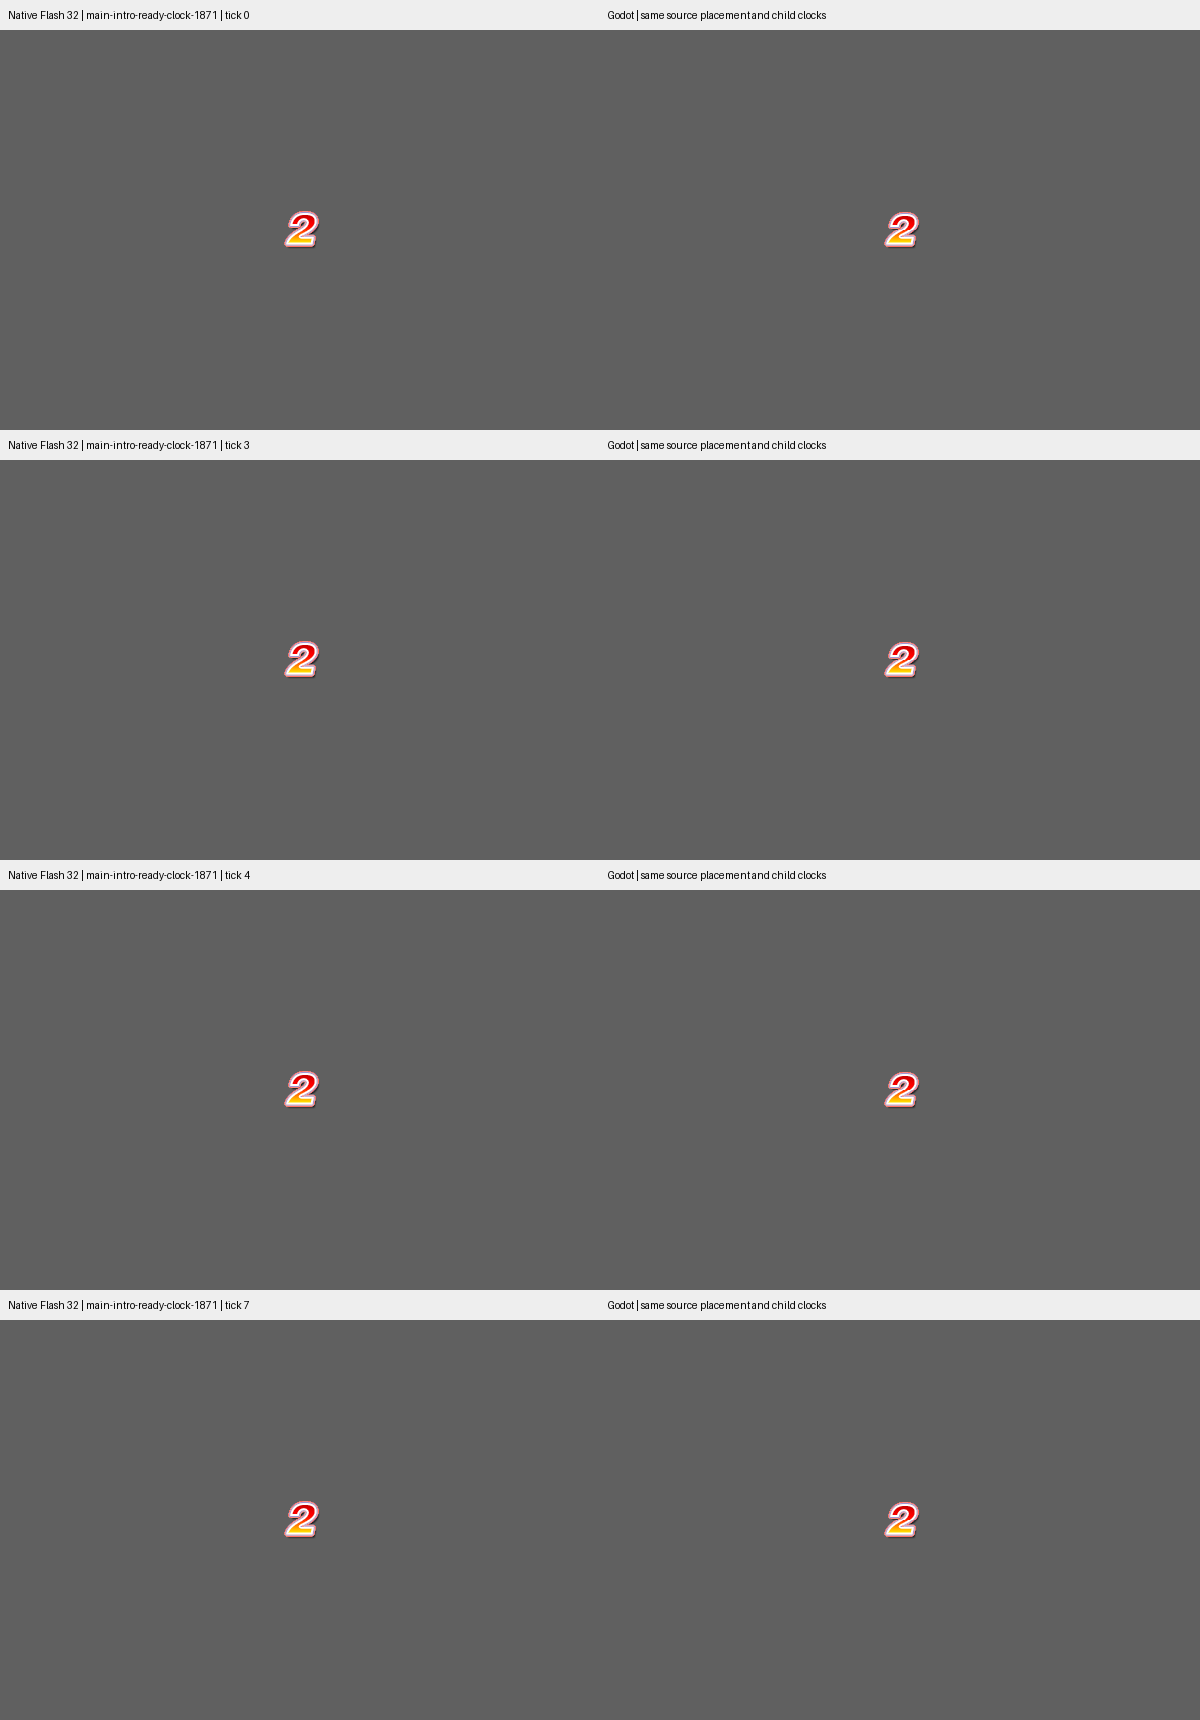 Native Flash 32 | main-intro-ready-clock-1871 | tick 0
Godot | same source placement and child clocks
2
2
Native Flash 32 | main-intro-ready-clock-1871 | tick 3
Godot | same source placement and child clocks
2
2
Native Flash 32 | main-intro-ready-clock-1871 | tick 4
Godot | same source placement and child clocks
2
2
Native Flash 32 | main-intro-ready-clock-1871 | tick 7
Godot | same source placement and child clocks
2
2